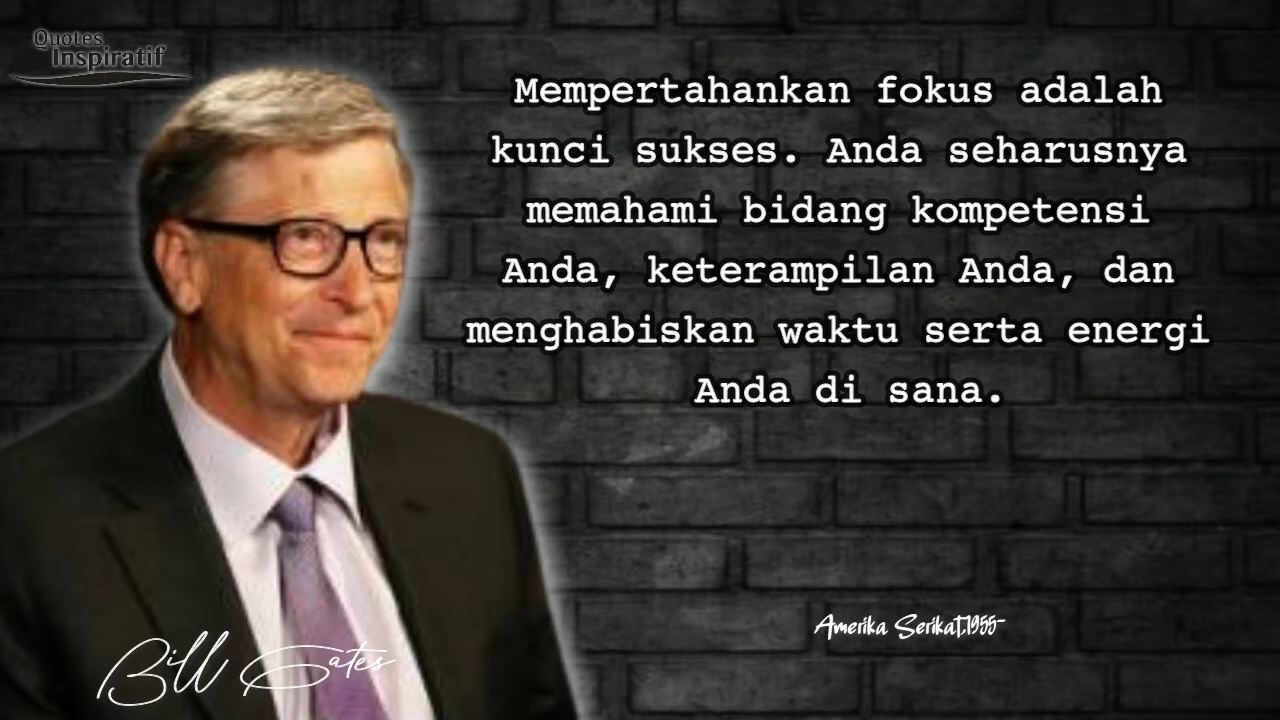 Quotes
Inspiratif
Mempertahankan fokus adalah
kunci sukses. Anda seharusnya
memahami bidang kompetensi
Anda, keterampilan Anda, dan
menghabiskan waktu serta energi
Anda di sana.
Amerika Serikat,1955-
Bill Gates